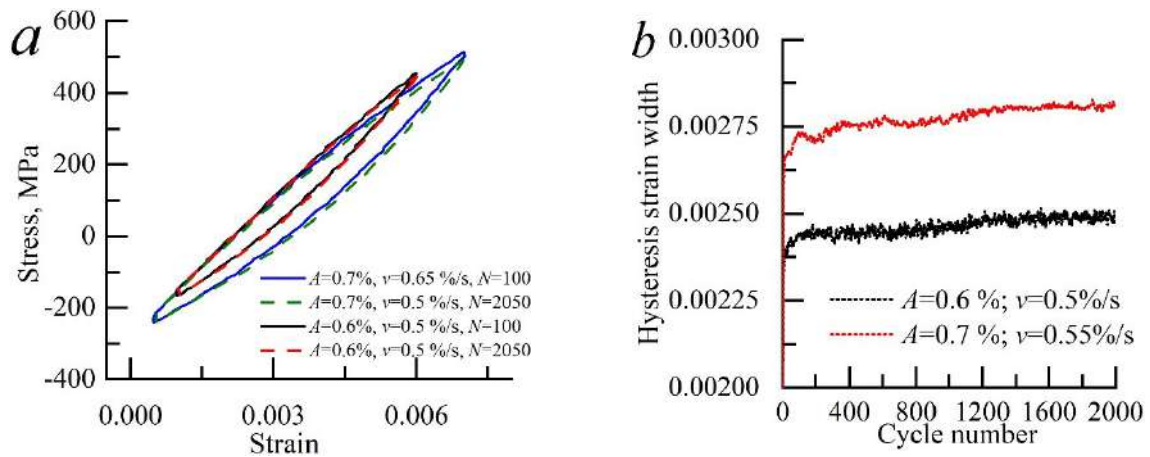 a
600
400
200
0
-200
-400
Stress, MPa
0.000
0.003
0.006
Strain
A=0.7%, v=0.65 %/s, N=100
A=0.7%, v=0.5 %/s, N=2050
A=0.6%, v=0.5 %/s, N=100
A=0.6%, v=0.5 %/s, N=2050
b
0.00300
0.00275
0.00250
0.00225
0.00200
Hysteresis strain width
0
400
800
1200
1600
2000
Cycle number
A=0.6 %; v=0.5%/s
A=0.7 %; v=0.55%/s